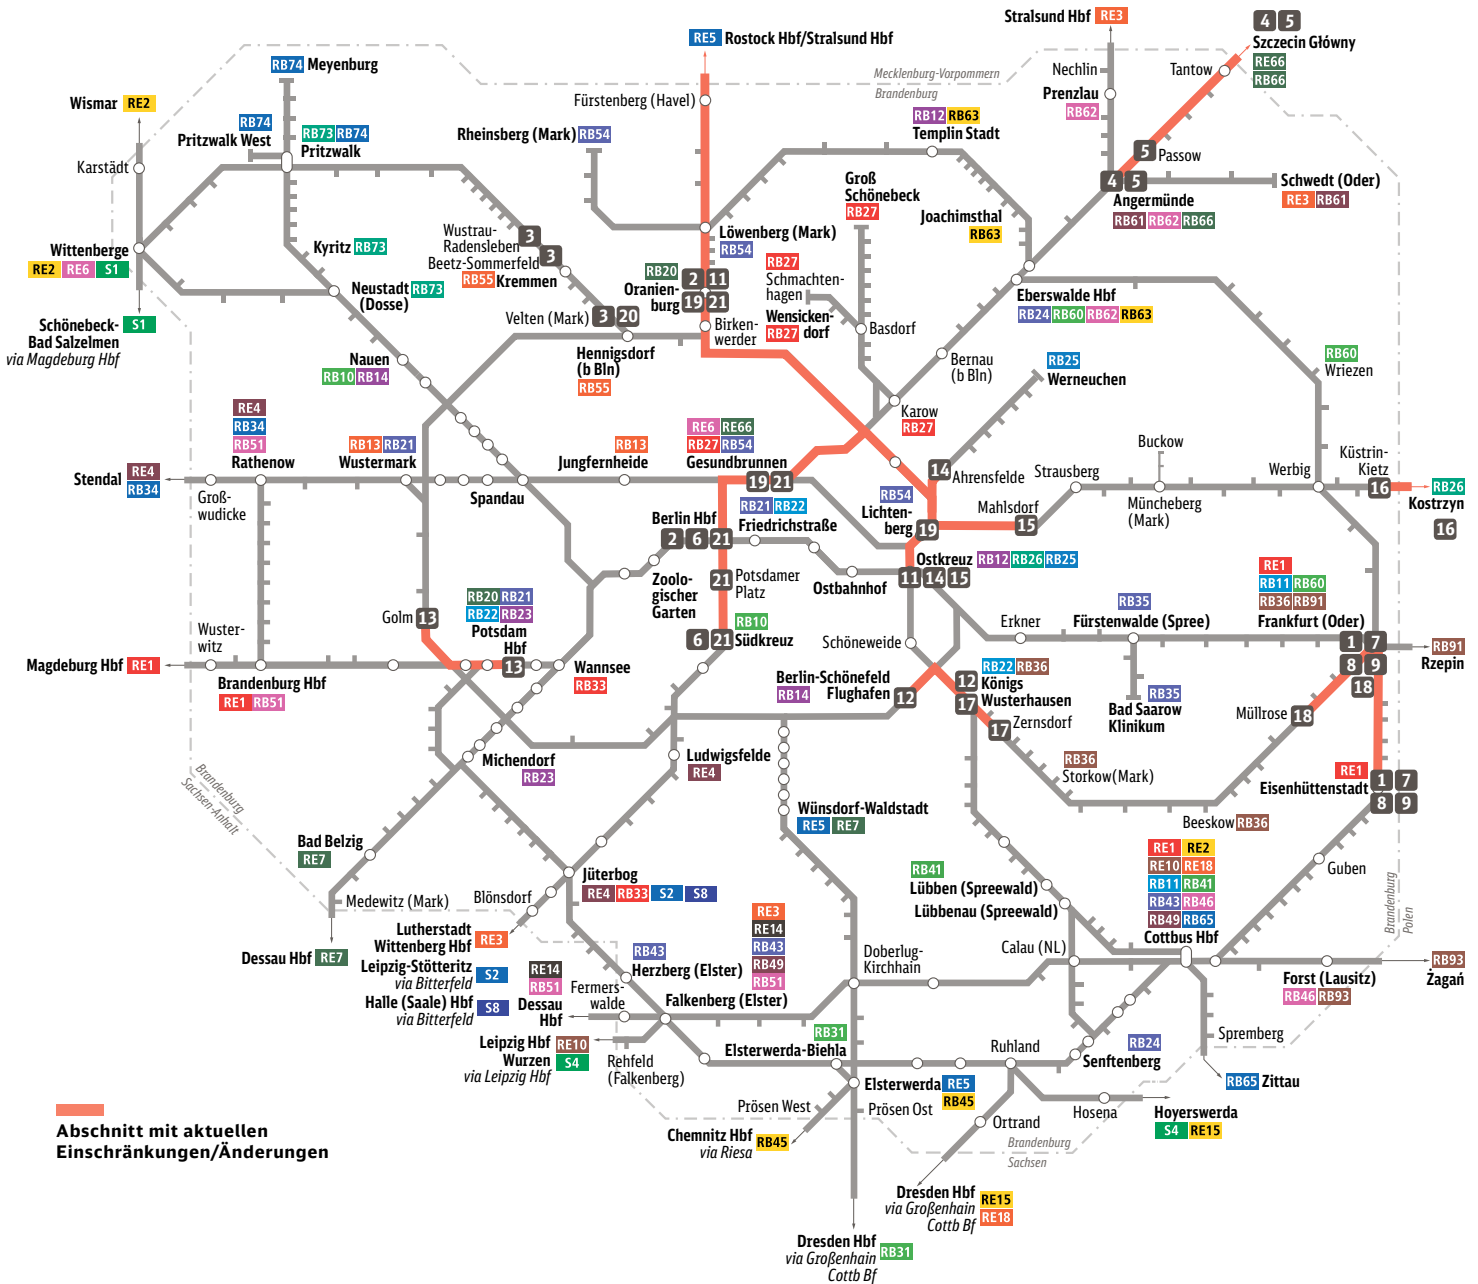 Stralsund Hbf RE3
4 5
Szczecin Główny
RE66
RB66
RE5 Rostock Hbf/Stralsund Hbf
RB74 Meyenburg
Mecklenburg-Vorpommern
Brandenburg
Nechlin
Tantow
Prenzlau
RB62
Wismar RE2
Fürstenberg (Havel)
RB74
Pritzwalk West
RB73 RB74
Pritzwalk
Rheinsberg (Mark) RB54
RB12 RB63
Templin Stadt
5
Passow
Karstädt
Groß
Schönebeck
RB27
4 5
Angermünde
RB61 RB62 RB66
Schwedt (Oder)
RE3 RB61
Joachimsthal
RB63
Wittenberge
RE2 RE6 S1
Kyritz RB73
Wustrau-
Radensleben
3
Beetz-Sommerfeld
3
RB55 Kremmen
Löwenberg (Mark)
RB54
RB20
Oranien-
burg
2 11
19 21
RB27
Schmachten-
hagen
Wensicken-
dorf
RB27
Basdorf
Neustadt
(Dosse)
RB73
Eberswalde Hbf
RB24 RB60 RB62 RB63
Schönebeck-
Bad Salzelmen
via Magdeburg Hbf
S1
Velten (Mark)
3 20
Birken-
werder
Hennigsdorf
(b Bln)
RB55
Bernau
(b Bln)
RB25
Werneuchen
RB60
Wriezen
Nauen
RB10 RB14
Karow
RB27
RE4
RB34
RB51
Rathenow
RB13 RB21
Wustermark
RB13
Jungfernheide
RE6 RE66
RB27 RB54
Gesundbrunnen
19 21
Stendal
RE4
RB34
Groß-
wudicke
Spandau
14
Ahrensfelde
Strausberg
Buckow
Müncheberg
(Mark)
Werbig
Küstrin-
Kietz
16
RB26
Kostrzyn
16
RB54
Lichten-
berg
19
Mahlsdorf
15
RB21 RB22
Friedrichstraße
Berlin Hbf
2 6 21
Ostkreuz
RB12 RB26 RB25
11 14 15
Ostbahnhof
Zoolo-
gischer
Garten
21
Potsdamer
Platz
RB10
6 21
Südkreuz
Golm
13
RB20 RB21
RB22 RB23
Potsdam
Hbf
13
Schöneweide
Erkner
RB35
Fürstenwalde (Spree)
RE1
RB11 RB60
RB36 RB91
Frankfurt (Oder)
1 7
8 9
18
RB91
Rzepin
Wuster-
witz
Magdeburg Hbf RE1
Brandenburg Hbf
RE1 RB51
Wannsee
RB33
Berlin-Schönefeld
Flughafen
RB14
12
RB22 RB36
12
Königs
Wusterhausen
17
17
Zernsdorf
RB35
Bad Saarow
Klinikum
Müllrose
18
Michendorf
RB23
Ludwigsfelde
RE4
RB36
Storkow(Mark)
RE1
Eisenhüttenstadt
1 7
8 9
Brandenburg
Sachsen-Anhalt
Wünsdorf-Waldstadt
RE5 RE7
Beeskow RB36
Bad Belzig
RE7
RB41
Lübben (Spreewald)
RE1 RE2
RE10 RE18
RB11 RB41
RB43 RB46
RB49 RB65
Cottbus Hbf
Guben
Jüterbog
RE4 RB33 S2 S8
Medewitz (Mark)
Blönsdorf
Lübbenau (Spreewald)
Brandenburg
Polen
Lutherstadt
Wittenberg Hbf
RE3
RE3
RE14
RB43
RB49
RB51
Falkenberg (Elster)
Calau (NL)
Dessau Hbf RE7
Leipzig-Stötteritz
via Bitterfeld
S2
RB43
Herzberg (Elster)
Doberlug-
Kirchhain
RB93
Żagań
Forst (Lausitz)
RB46 RB93
Halle (Saale) Hbf
via Bitterfeld
S8
RE14
RB51
Dessau
Hbf
Fermers-
walde
Spremberg
Leipzig Hbf RE10
Wurzen
S4
via Leipzig Hbf
Rehfeld
(Falkenberg)
RB31
Elsterwerda-Biehla
Ruhland
RB24
Senftenberg
RB65 Zittau
Elsterwerda RE5
RB45
Prösen West
Prösen Ost
Hosena
Hoyerswerda
S4 RE15
Ortrand
Chemnitz Hbf
via Riesa
RB45
Brandenburg
Sachsen
Abschnitt mit aktuellen
Einschränkungen/Änderungen
Dresden Hbf
via Großenhain
Cottb Bf
RE15
RE18
Dresden Hbf
via Großenhain
Cottb Bf
RB31